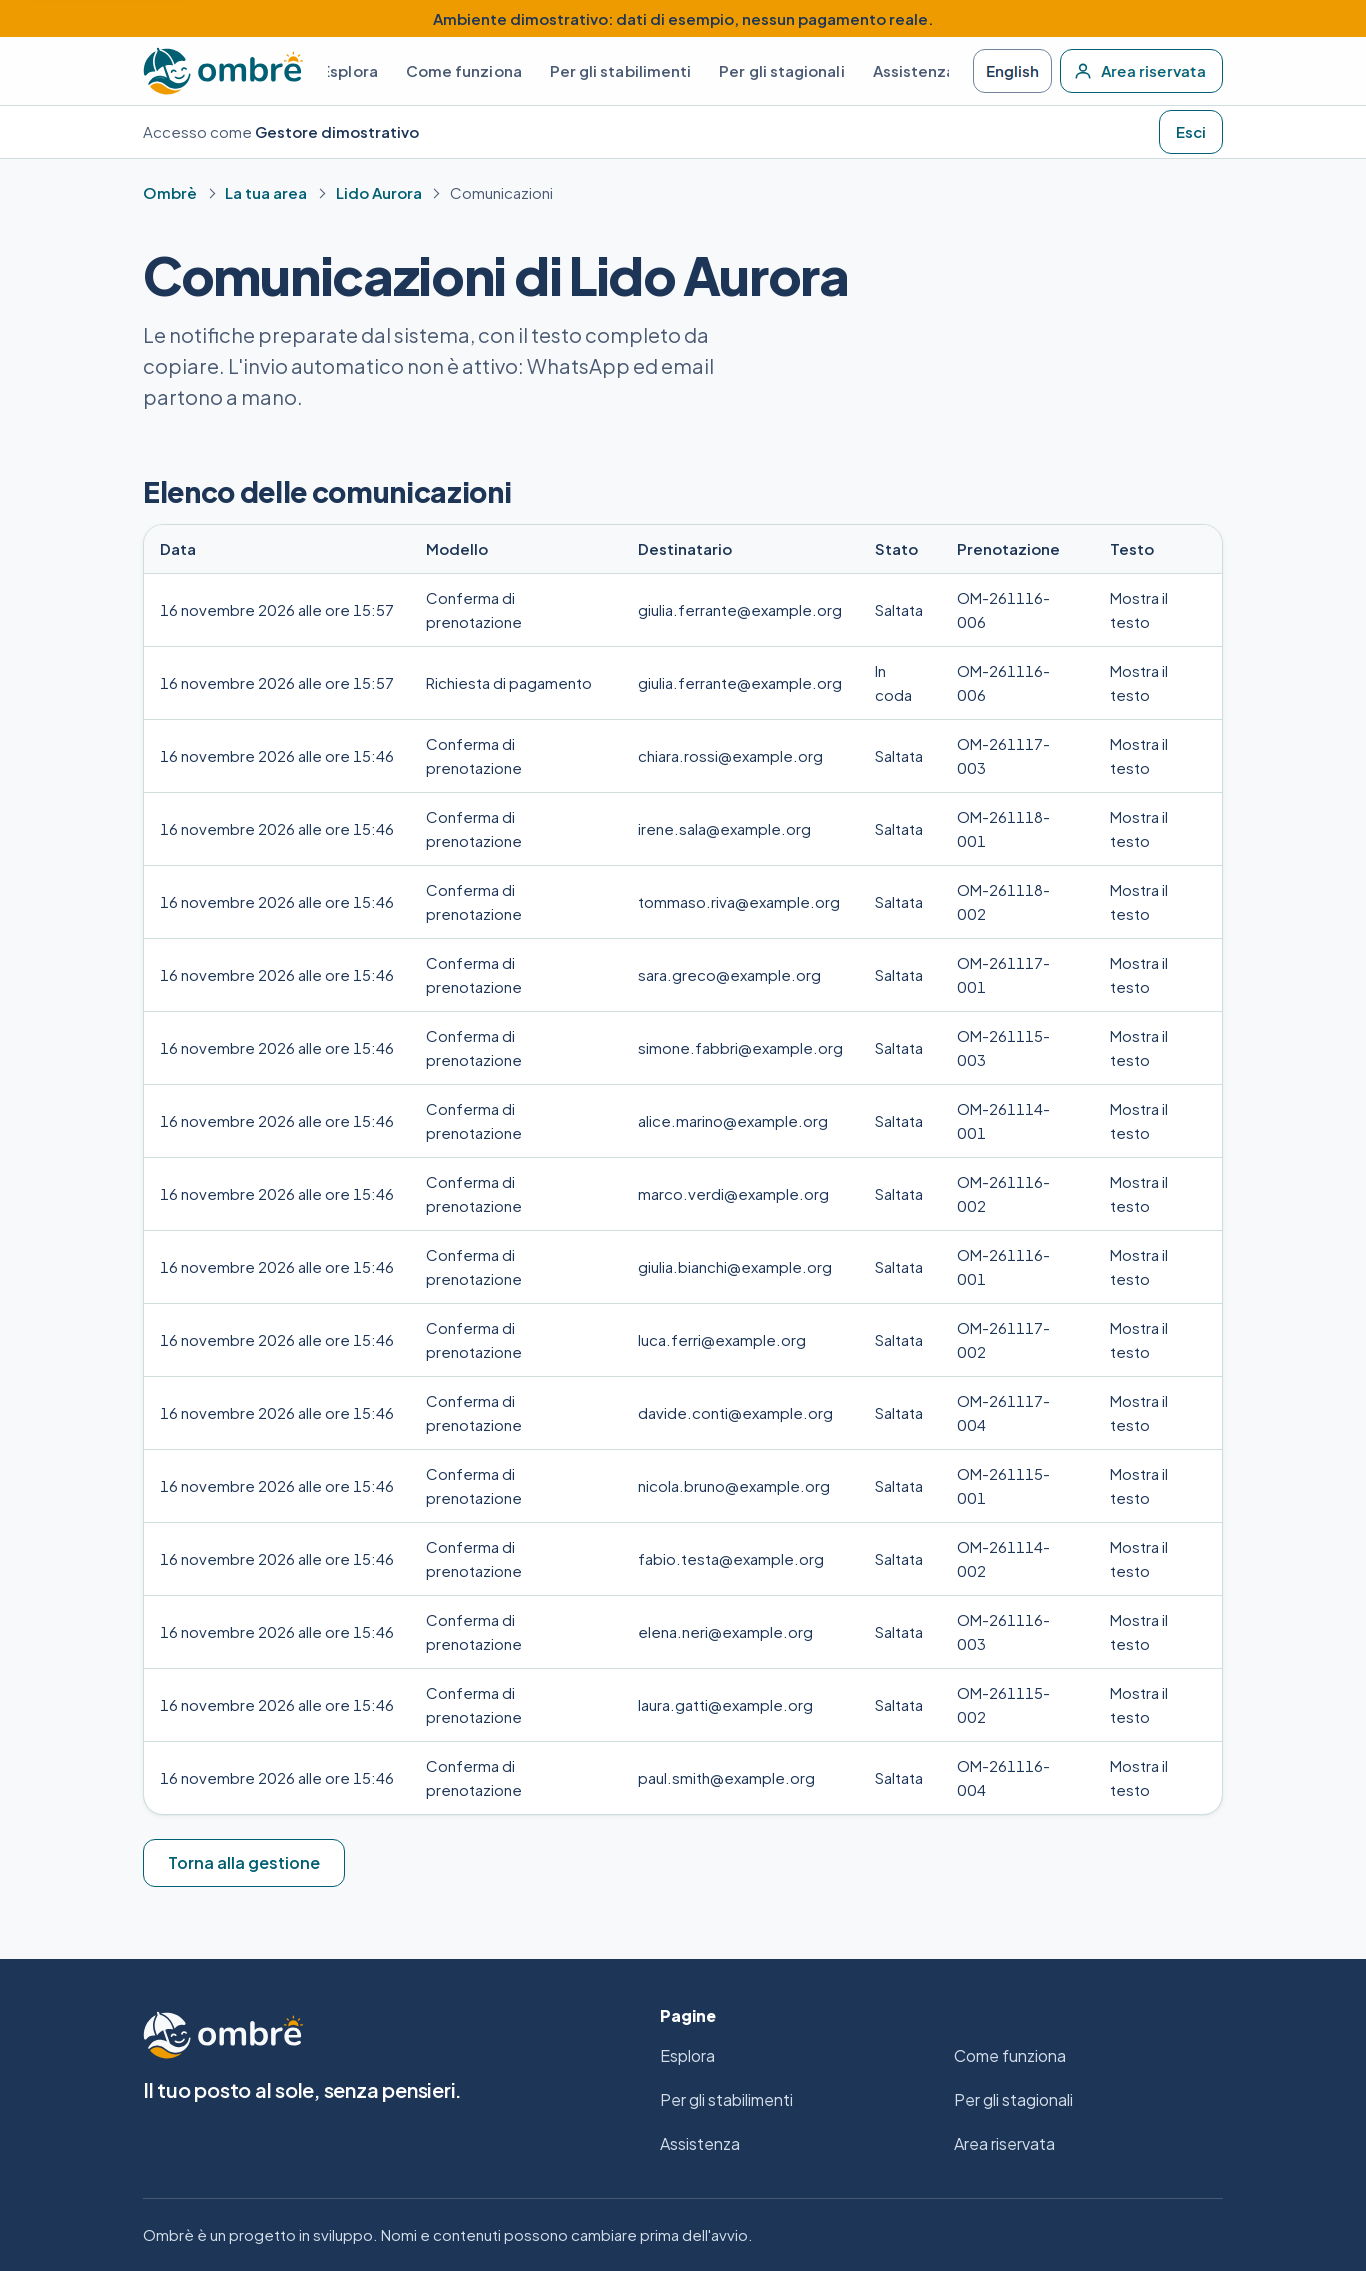 Ambiente dimostrativo: dati di esempio, nessun pagamento reale.
ombrè
Esplora Come funziona Per gli stabilimenti Per gli stagionali Assistenza English Area riservata
Accesso come Gestore dimostrativo Esci
Ombrè > La tua area > Lido Aurora > Comunicazioni
Comunicazioni di Lido Aurora
Le notifiche preparate dal sistema, con il testo completo da
copiare. L'invio automatico non è attivo: WhatsApp ed email
partono a mano.
Elenco delle comunicazioni
Data Modello Destinatario Stato Prenotazione Testo
16 novembre 2026 alle ore 15:57 Conferma di prenotazione giulia.ferrante@example.org Saltata OM-261116-006 Mostra il testo
16 novembre 2026 alle ore 15:57 Richiesta di pagamento giulia.ferrante@example.org In coda OM-261116-006 Mostra il testo
16 novembre 2026 alle ore 15:46 Conferma di prenotazione chiara.rossi@example.org Saltata OM-261117-003 Mostra il testo
16 novembre 2026 alle ore 15:46 Conferma di prenotazione irene.sala@example.org Saltata OM-261118-001 Mostra il testo
16 novembre 2026 alle ore 15:46 Conferma di prenotazione tommaso.riva@example.org Saltata OM-261118-002 Mostra il testo
16 novembre 2026 alle ore 15:46 Conferma di prenotazione sara.greco@example.org Saltata OM-261117-001 Mostra il testo
16 novembre 2026 alle ore 15:46 Conferma di prenotazione simone.fabbri@example.org Saltata OM-261115-003 Mostra il testo
16 novembre 2026 alle ore 15:46 Conferma di prenotazione alice.marino@example.org Saltata OM-261114-001 Mostra il testo
16 novembre 2026 alle ore 15:46 Conferma di prenotazione marco.verdi@example.org Saltata OM-261116-002 Mostra il testo
16 novembre 2026 alle ore 15:46 Conferma di prenotazione giulia.bianchi@example.org Saltata OM-261116-001 Mostra il testo
16 novembre 2026 alle ore 15:46 Conferma di prenotazione luca.ferri@example.org Saltata OM-261117-002 Mostra il testo
16 novembre 2026 alle ore 15:46 Conferma di prenotazione davide.conti@example.org Saltata OM-261117-004 Mostra il testo
16 novembre 2026 alle ore 15:46 Conferma di prenotazione nicola.bruno@example.org Saltata OM-261115-001 Mostra il testo
16 novembre 2026 alle ore 15:46 Conferma di prenotazione fabio.testa@example.org Saltata OM-261114-002 Mostra il testo
16 novembre 2026 alle ore 15:46 Conferma di prenotazione elena.neri@example.org Saltata OM-261116-003 Mostra il testo
16 novembre 2026 alle ore 15:46 Conferma di prenotazione laura.gatti@example.org Saltata OM-261115-002 Mostra il testo
16 novembre 2026 alle ore 15:46 Conferma di prenotazione paul.smith@example.org Saltata OM-261116-004 Mostra il testo
Torna alla gestione
ombrè
Il tuo posto al sole, senza pensieri.
Pagine
Esplora Come funziona
Per gli stabilimenti Per gli stagionali
Assistenza Area riservata
Ombrè è un progetto in sviluppo. Nomi e contenuti possono cambiare prima dell'avvio.